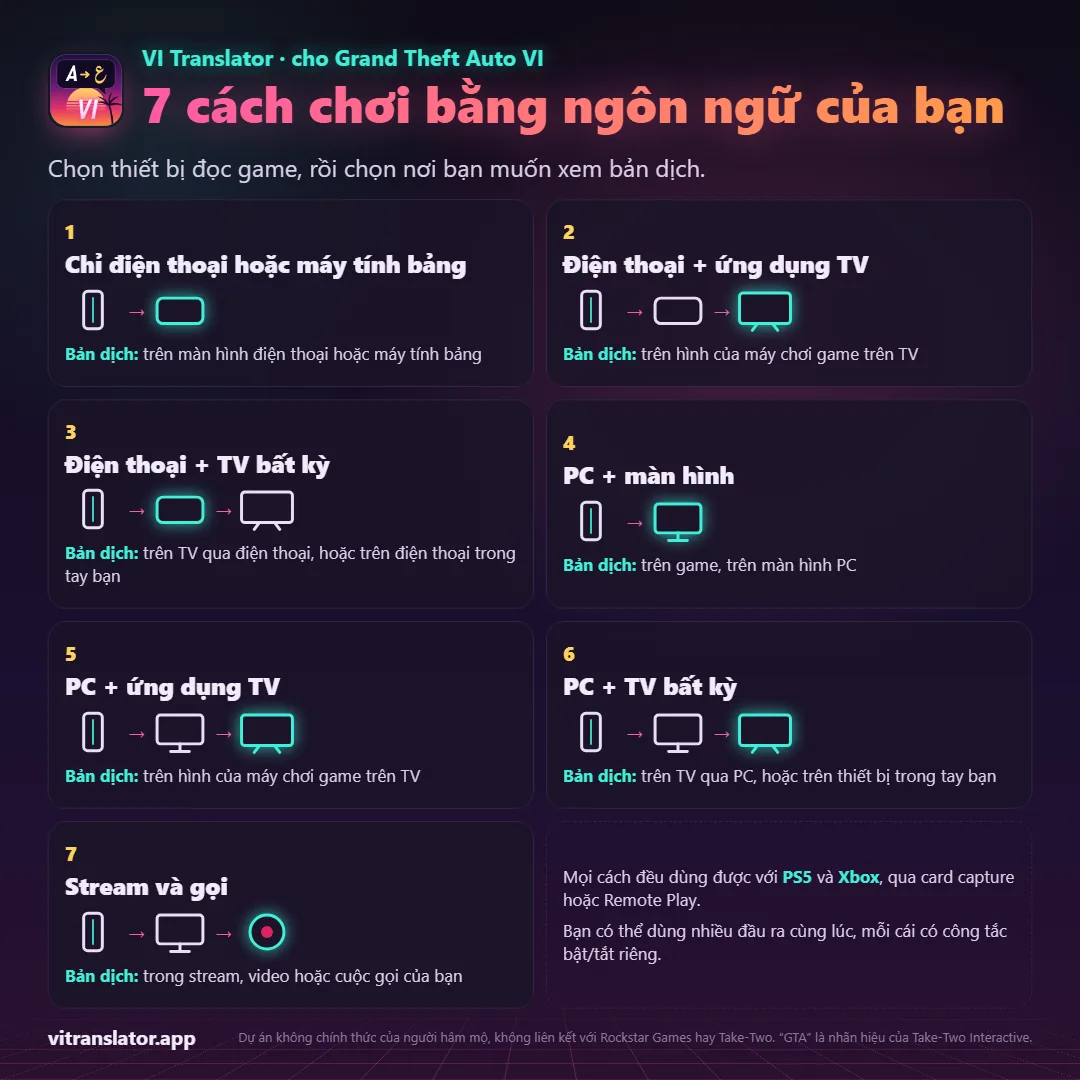 A→ع
VI
VI Translator · cho Grand Theft Auto VI
7 cách chơi bằng ngôn ngữ của bạn
Chọn thiết bị đọc game, rồi chọn nơi bạn muốn xem bản dịch.
1
Chỉ điện thoại hoặc máy tính bảng
→
Bản dịch: trên màn hình điện thoại hoặc máy tính bảng
2
Điện thoại + ứng dụng TV
→ →
Bản dịch: trên hình của máy chơi game trên TV
3
Điện thoại + TV bất kỳ
→ →
Bản dịch: trên TV qua điện thoại, hoặc trên điện thoại trong
tay bạn
4
PC + màn hình
→
Bản dịch: trên game, trên màn hình PC
5
PC + ứng dụng TV
→ →
Bản dịch: trên hình của máy chơi game trên TV
6
PC + TV bất kỳ
→ →
Bản dịch: trên TV qua PC, hoặc trên thiết bị trong tay bạn
7
Stream và gọi
→ →
Bản dịch: trong stream, video hoặc cuộc gọi của bạn
Mọi cách đều dùng được với PS5 và Xbox, qua card capture
hoặc Remote Play.
Bạn có thể dùng nhiều đầu ra cùng lúc, mỗi cái có công tắc
bật/tắt riêng.
vitranslator.app
Dự án không chính thức của người hâm mộ, không liên kết với Rockstar Games hay Take-Two. “GTA” là nhãn hiệu của Take-Two Interactive.